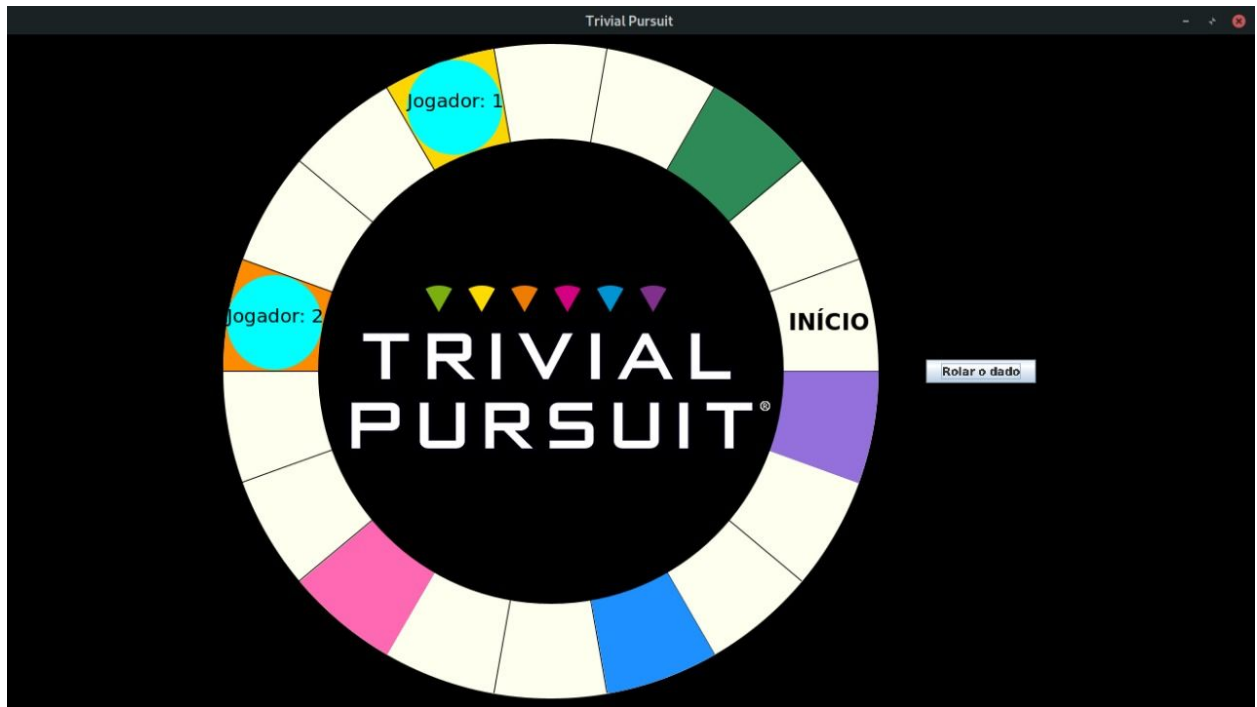 Trivial Pursuit
Jogador: 1
Jogador: 2
INÍCIO
TRIVIAL
PURSUIT®
Rolar o dado